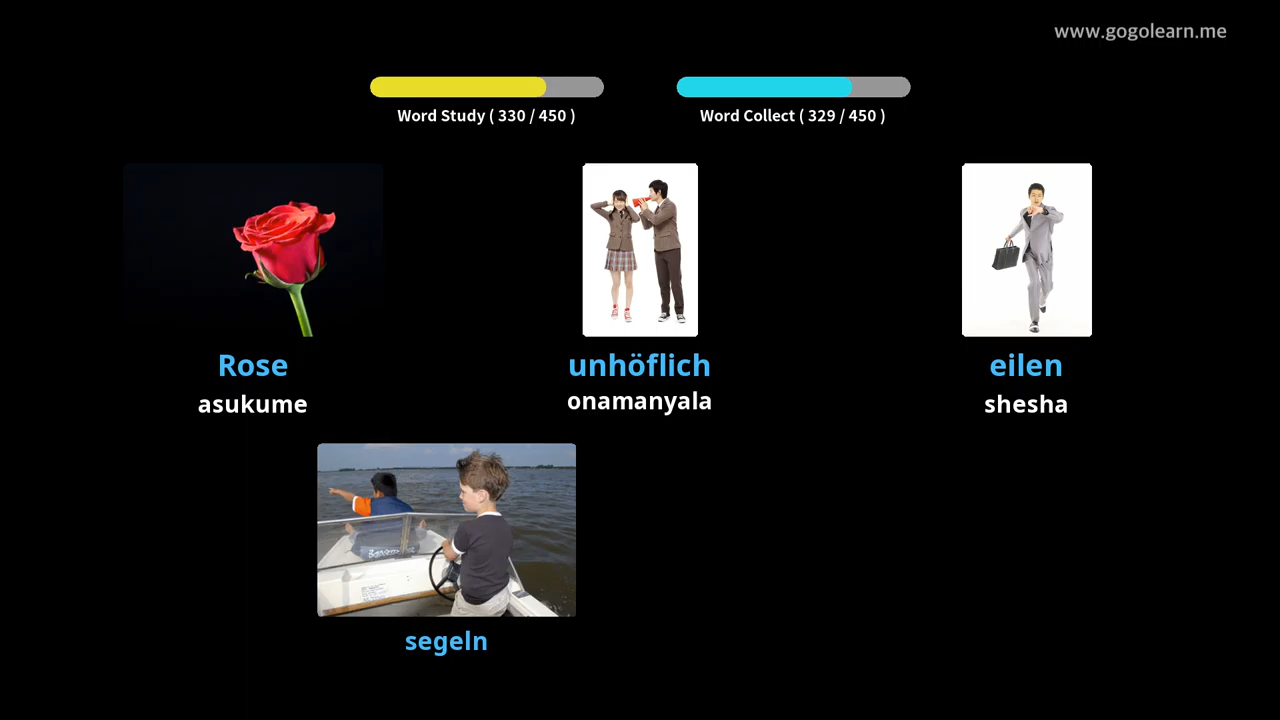 www.gogolearn.me
Word Study ( 330 / 450 )
Word Collect ( 329 / 450 )
Rose
asukume
unhöflich
onamanyala
eilen
shesha
segeln